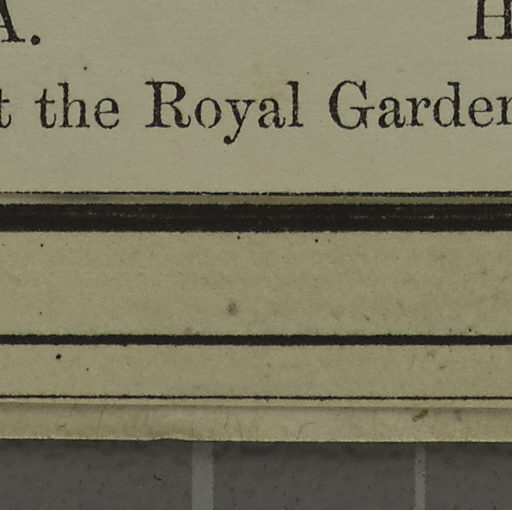 A. H
t the Royal Garden